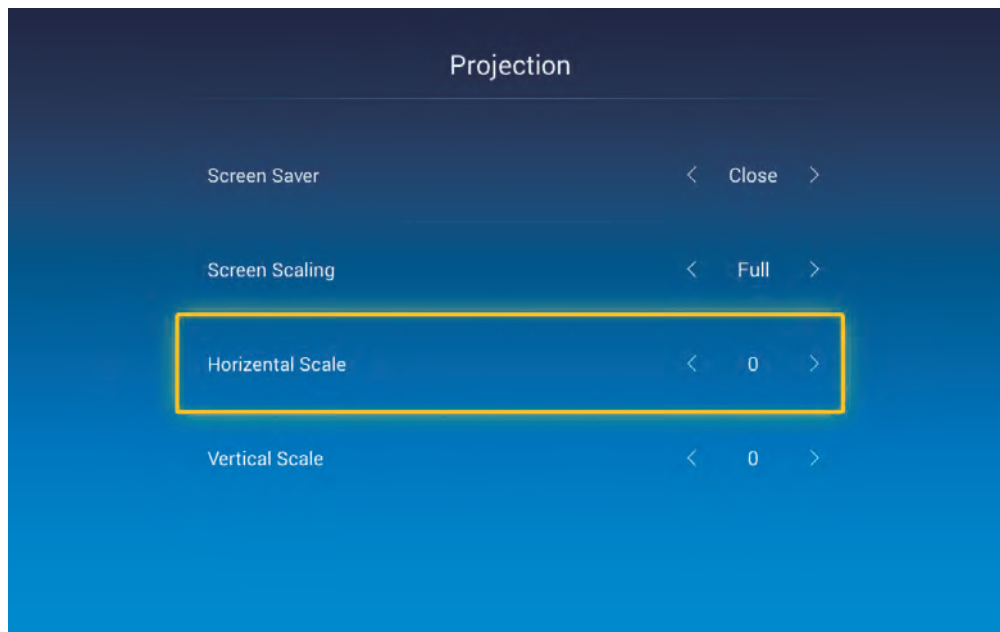 Projection
Screen Saver < Close >
Screen Scaling < Full >
Horizental Scale < 0 >
Vertical Scale < 0 >